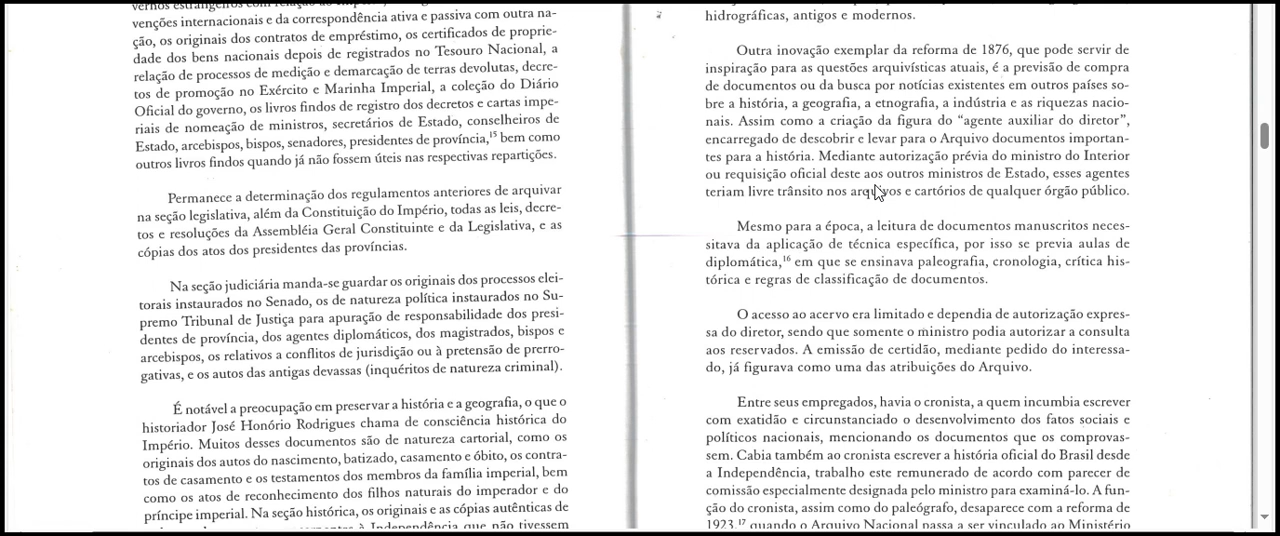 vernos estrangeiros com relação ao
venções internacionais e da correspondência ativa e passiva com outra na-
ção, os originais dos contratos de empréstimo, os certificados de proprie-
dade dos bens nacionais depois de registrados no Tesouro Nacional, a
relação de processos de medição e demarcação de terras devolutas, decre-
tos de promoção no Exército e Marinha Imperial, a coleção do Diário
Oficial do governo, os livros findos de registro dos decretos e cartas impe-
riais de nomeação de ministros, secretários de Estado, conselheiros de
Estado, arcebispos, bispos, senadores, presidentes de província,¹⁵ bem como
outros livros findos quando já não fossem úteis nas respectivas repartições.
Permanece a determinação dos regulamentos anteriores de arquivar
na seção legislativa, além da Constituição do Império, todas as leis, decre-
tos e resoluções da Assembléia Geral Constituinte e da Legislativa, e as
cópias dos atos dos presidentes das províncias.
Na seção judiciária manda-se guardar os originais dos processos elei-
torais instaurados no Senado, os de natureza política instaurados no Su-
premo Tribunal de Justiça para apuração de responsabilidade dos presi-
dentes de província, dos agentes diplomáticos, dos magistrados, bispos e
arcebispos, os relativos a conflitos de jurisdição ou à pretensão de prerro-
gativas, e os autos das antigas devassas (inquéritos de natureza criminal).
É notável a preocupação em preservar a história e a geografia, o que o
historiador José Honório Rodrigues chama de consciência histórica do
Império. Muitos desses documentos são de natureza cartorial, como os
originais dos autos do nascimento, batizado, casamento e óbito, os contra-
tos de casamento e os testamentos dos membros da família imperial, bem
como os atos de reconhecimento dos filhos naturais do imperador e do
príncipe imperial. Na seção histórica, os originais e as cópias autênticas de
à Independência que não tivessem
hidrográficas, antigos e modernos.
Outra inovação exemplar da reforma de 1876, que pode servir de
inspiração para as questões arquivísticas atuais, é a previsão de compra
de documentos ou da busca por notícias existentes em outros países so-
bre a história, a geografia, a etnografia, a indústria e as riquezas nacio-
nais. Assim como a criação da figura do “agente auxiliar do diretor”,
encarregado de descobrir e levar para o Arquivo documentos importan-
tes para a história. Mediante autorização prévia do ministro do Interior
ou requisição oficial deste aos outros ministros de Estado, esses agentes
teriam livre trânsito nos arquivos e cartórios de qualquer órgão público.
Mesmo para a época, a leitura de documentos manuscritos neces-
sitava da aplicação de técnica específica, por isso se previa aulas de
diplomática,¹⁶ em que se ensinava paleografia, cronologia, crítica his-
tórica e regras de classificação de documentos.
O acesso ao acervo era limitado e dependia de autorização expres-
sa do diretor, sendo que somente o ministro podia autorizar a consulta
aos reservados. A emissão de certidão, mediante pedido do interessa-
do, já figurava como uma das atribuições do Arquivo.
Entre seus empregados, havia o cronista, a quem incumbia escrever
com exatidão e circunstanciado o desenvolvimento dos fatos sociais e
políticos nacionais, mencionando os documentos que os comprovas-
sem. Cabia também ao cronista escrever a história oficial do Brasil desde
a Independência, trabalho este remunerado de acordo com parecer de
comissão especialmente designada pelo ministro para examiná-lo. A fun-
ção do cronista, assim como do paleógrafo, desaparece com a reforma de
1923,¹⁷ quando o Arquivo Nacional passa a ser vinculado ao Ministério